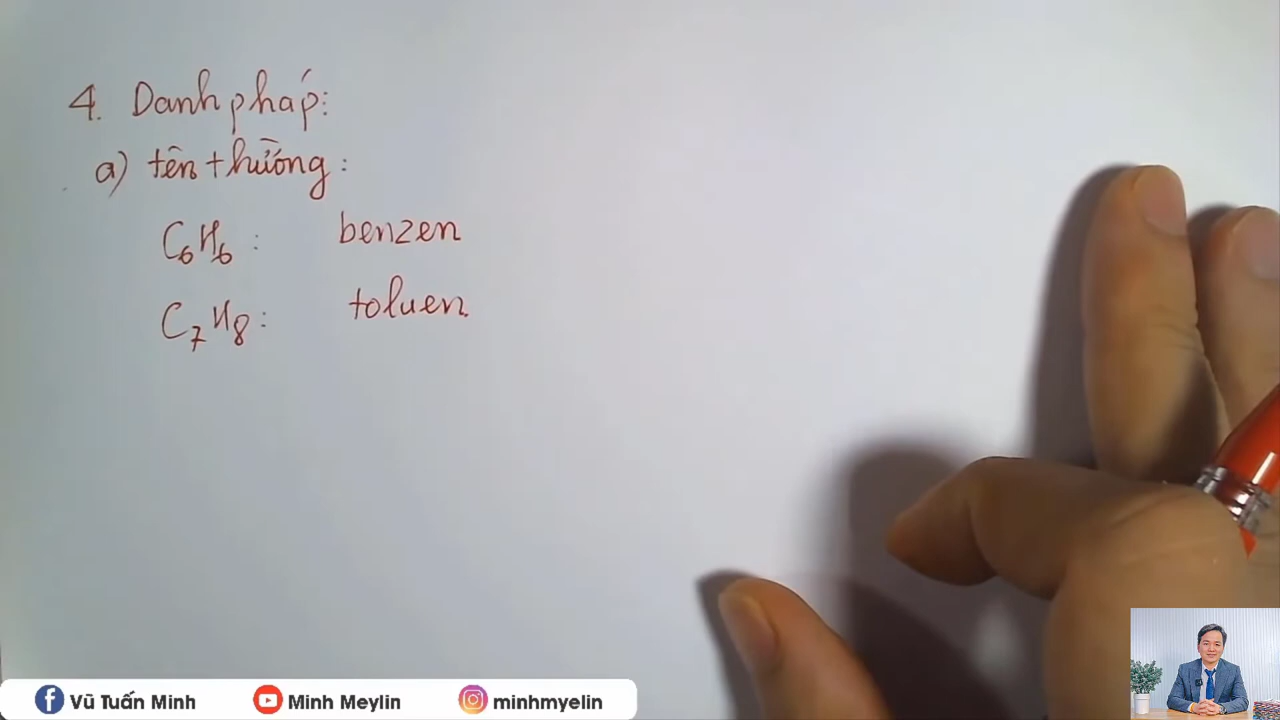 4. Danh pháp:
a) tên thường:
C₆H₆: benzen
C₇H₈: toluen
Vũ Tuấn Minh Minh Meylin minhmyelin